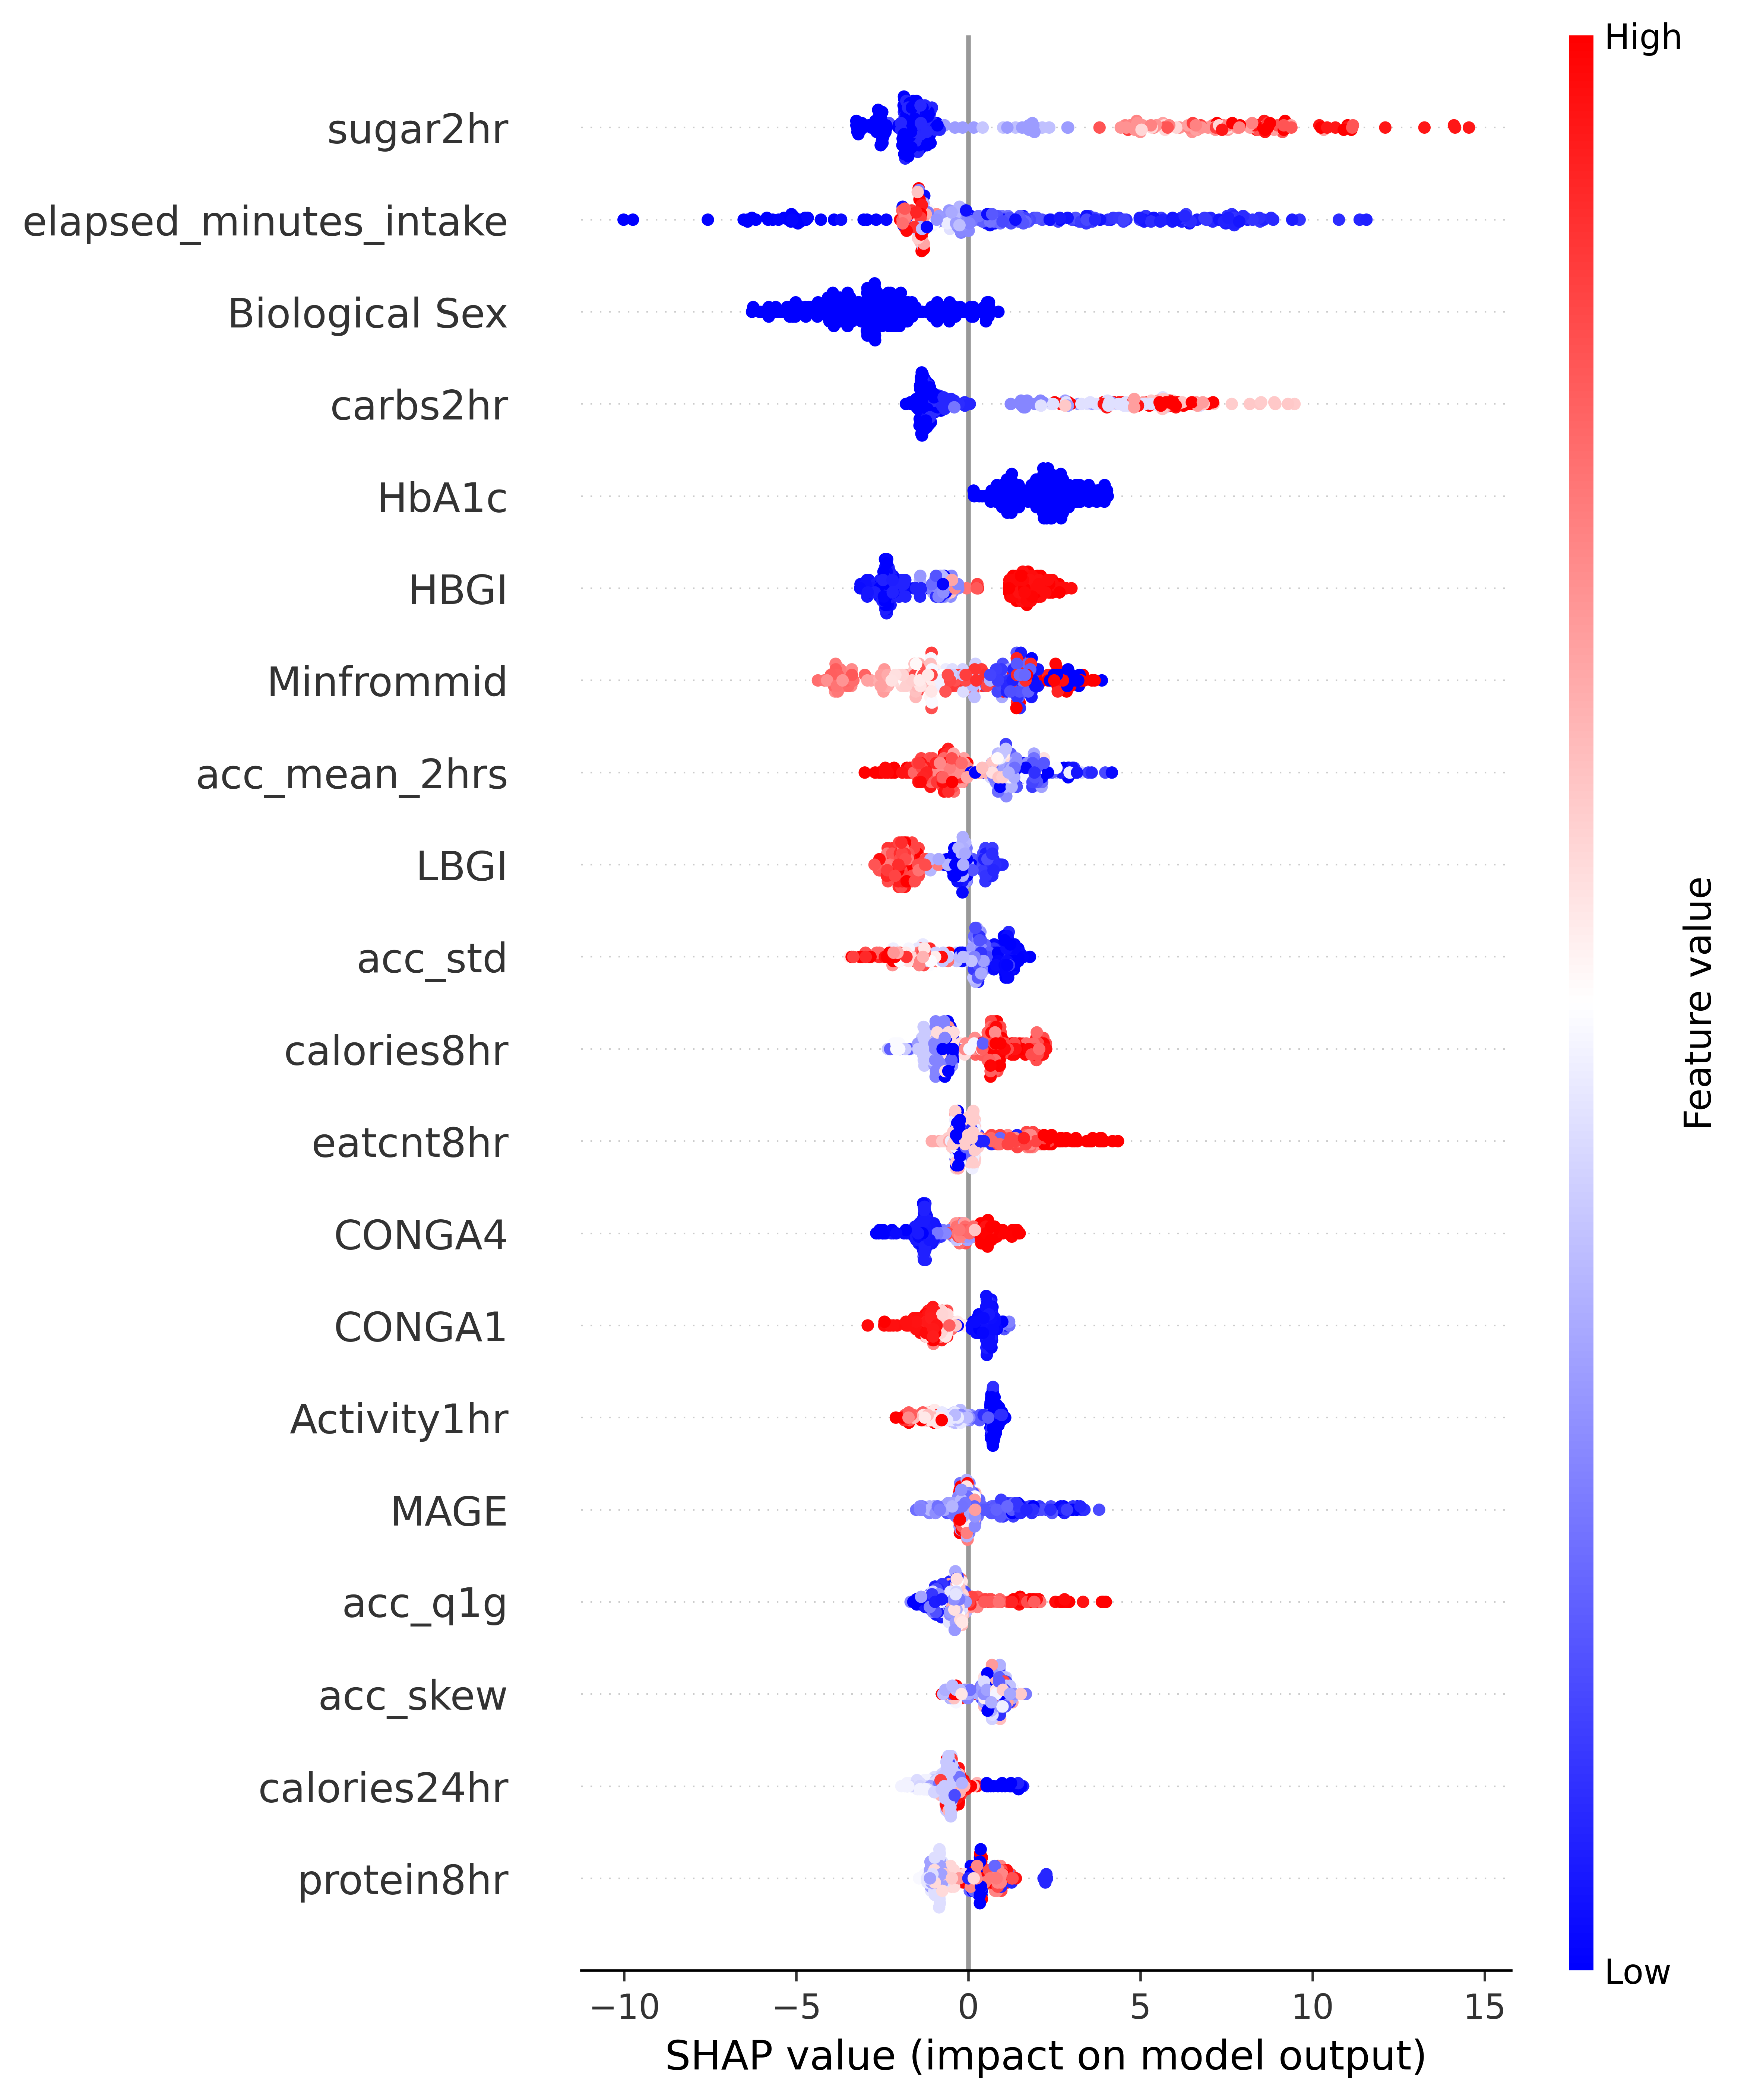 High
sugar2hr
elapsed_minutes_intake
Biological Sex
carbs2hr
HbA1c
HBGI
Minfrommid
acc_mean_2hrs
LBGI
acc_std
calories8hr
eatcnt8hr
CONGA4
CONGA1
Activity1hr
MAGE
acc_q1g
acc_skew
calories24hr
protein8hr
Feature value
Low
−10 −5 0 5 10 15
SHAP value (impact on model output)